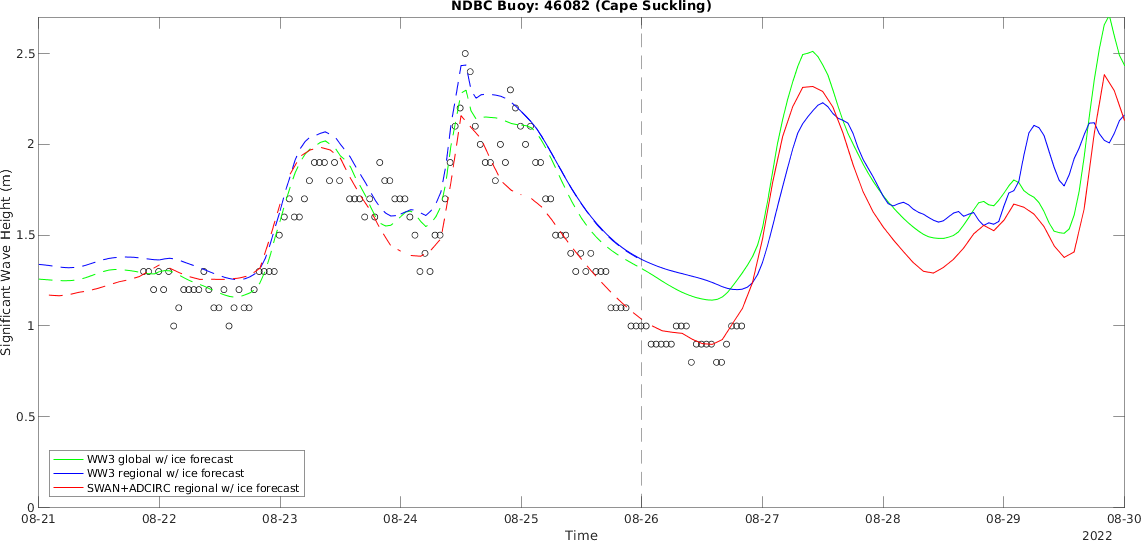 NDBC Buoy: 46082 (Cape Suckling)
2.5
2
1.5
1
0.5
0
Significant Wave Height (m)
WW3 global w/ ice forecast
WW3 regional w/ ice forecast
SWAN+ADCIRC regional w/ ice forecast
08-21 08-22 08-23 08-24 08-25 08-26 08-27 08-28 08-29 08-30
Time
2022